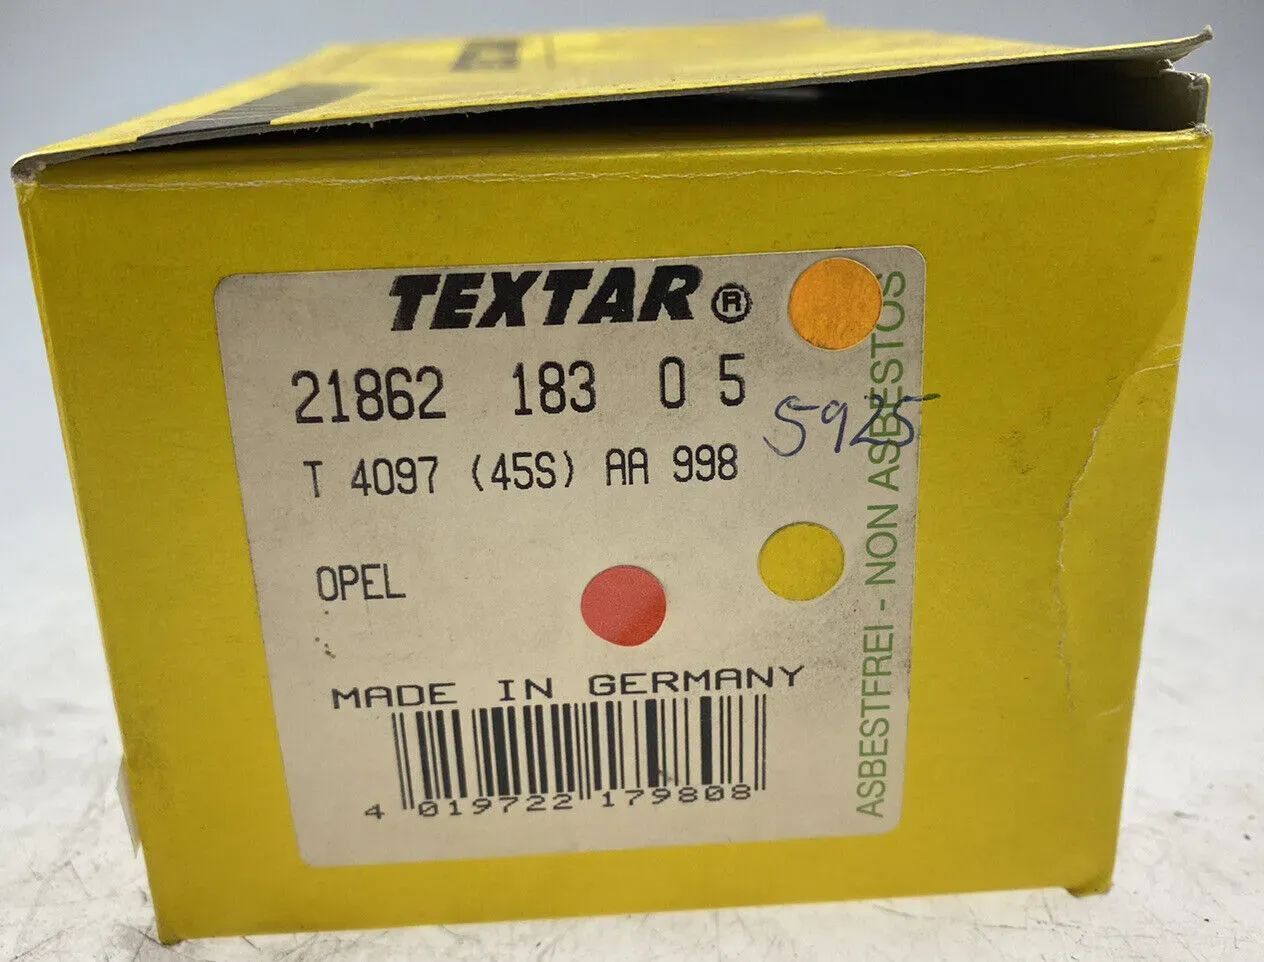 TEXTAR ®
21862 183 0 5
5925
T 4097 (45S) AA 998
OPEL
MADE IN GERMANY
4 019722 179808
ASBESTFREI - NON ASBESTOS